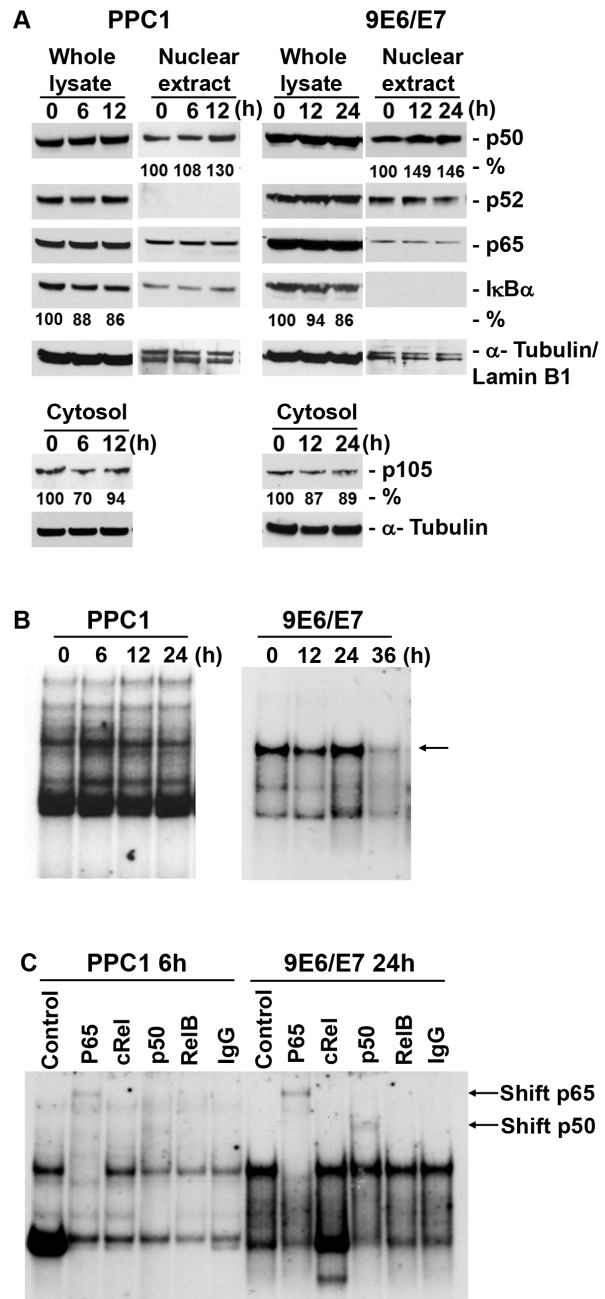 A PPC1 9E6/E7
Whole lysate Nuclear extract Whole lysate Nuclear extract
0 6 12 0 6 12 (h) 0 12 24 0 12 24 (h)
- p50
100 108 130 100 149 146 - %
- p52
- p65
- IκBα
100 88 86 100 94 86 - %
- α- Tubulin/
Lamin B1
Cytosol Cytosol
0 6 12 (h) 0 12 24 (h)
- p105
100 70 94 100 87 89 - %
- α- Tubulin
B PPC1 9E6/E7
0 6 12 24 (h) 0 12 24 36 (h)
C PPC1 6h 9E6/E7 24h
Control P65 cRel p50 RelB IgG Control P65 cRel p50 RelB IgG
Shift p65
Shift p50